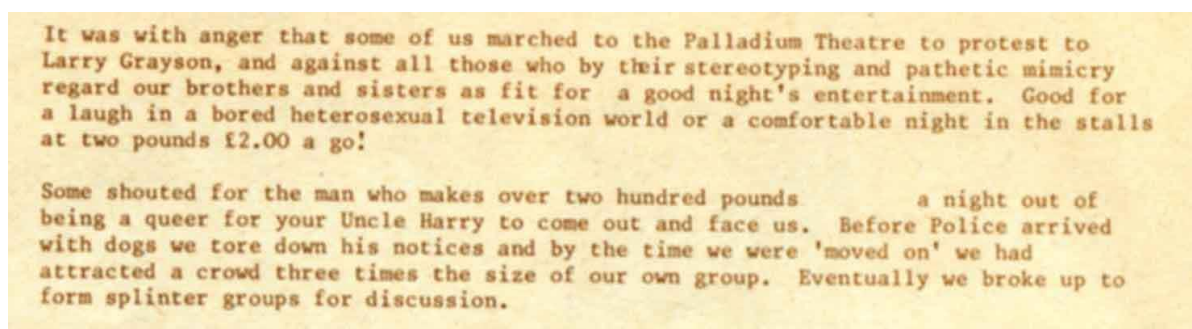 It was with anger that some of us marched to the Palladium Theatre to protest to
Larry Grayson, and against all those who by their stereotyping and pathetic mimicry
regard our brothers and sisters as fit for a good night's entertainment. Good for
a laugh in a bored heterosexual television world or a comfortable night in the stalls
at two pounds £2.00 a go!

Some shouted for the man who makes over two hundred pounds a night out of
being a queer for your Uncle Harry to come out and face us. Before Police arrived
with dogs we tore down his notices and by the time we were 'moved on' we had
attracted a crowd three times the size of our own group. Eventually we broke up to
form splinter groups for discussion.